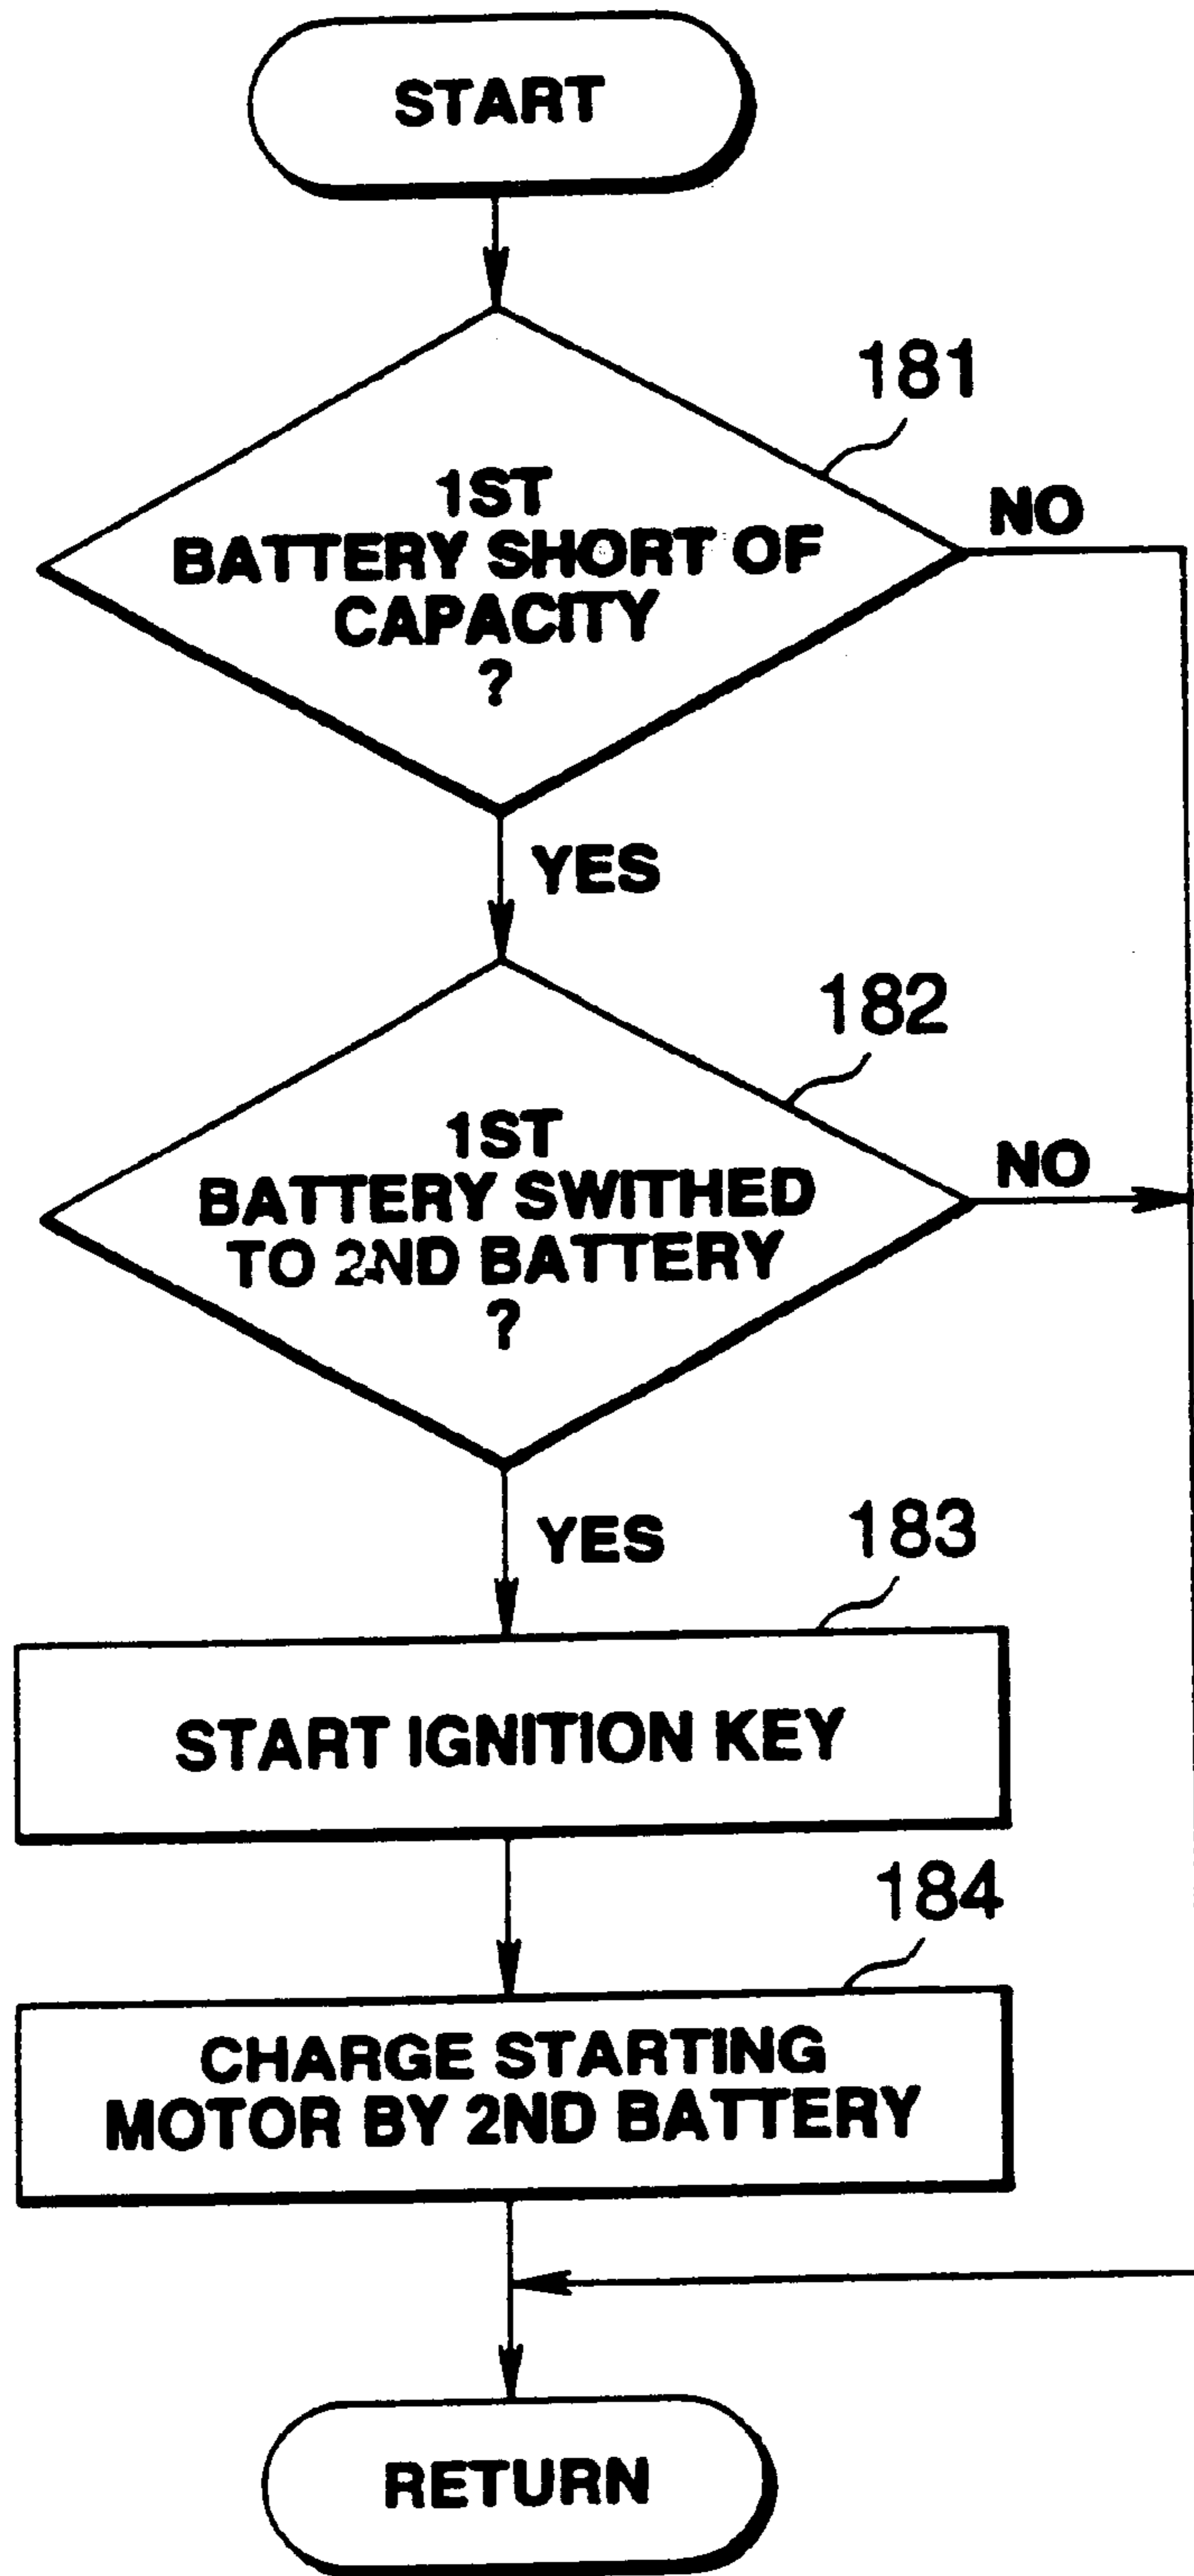 START
181
1ST
BATTERY SHORT OF
CAPACITY
?
NO
YES
182
1ST
BATTERY SWITHED
TO 2ND BATTERY
?
NO
YES
183
START IGNITION KEY
184
CHARGE STARTING
MOTOR BY 2ND BATTERY
RETURN